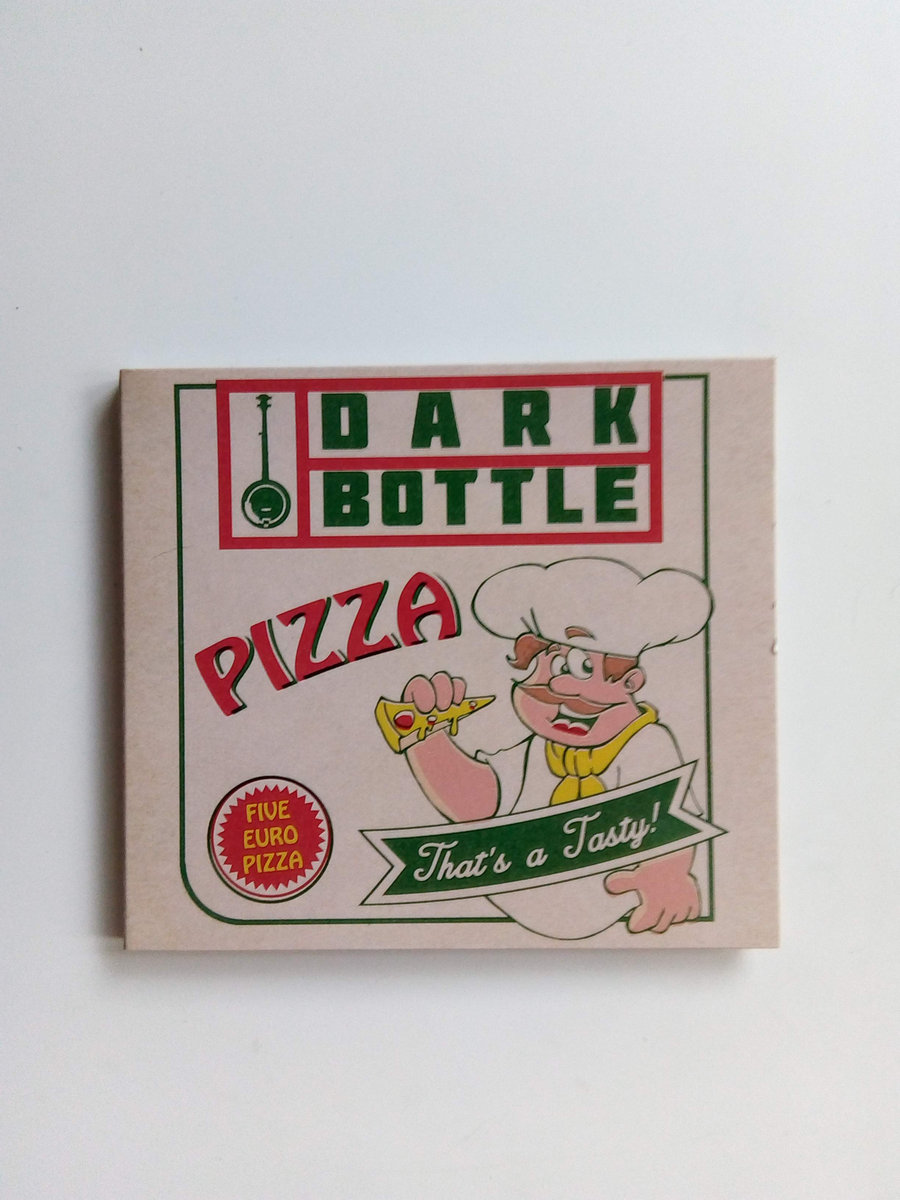 DARK
BOTTLE
PIZZA
FIVE
EURO
PIZZA
That's a Tasty!